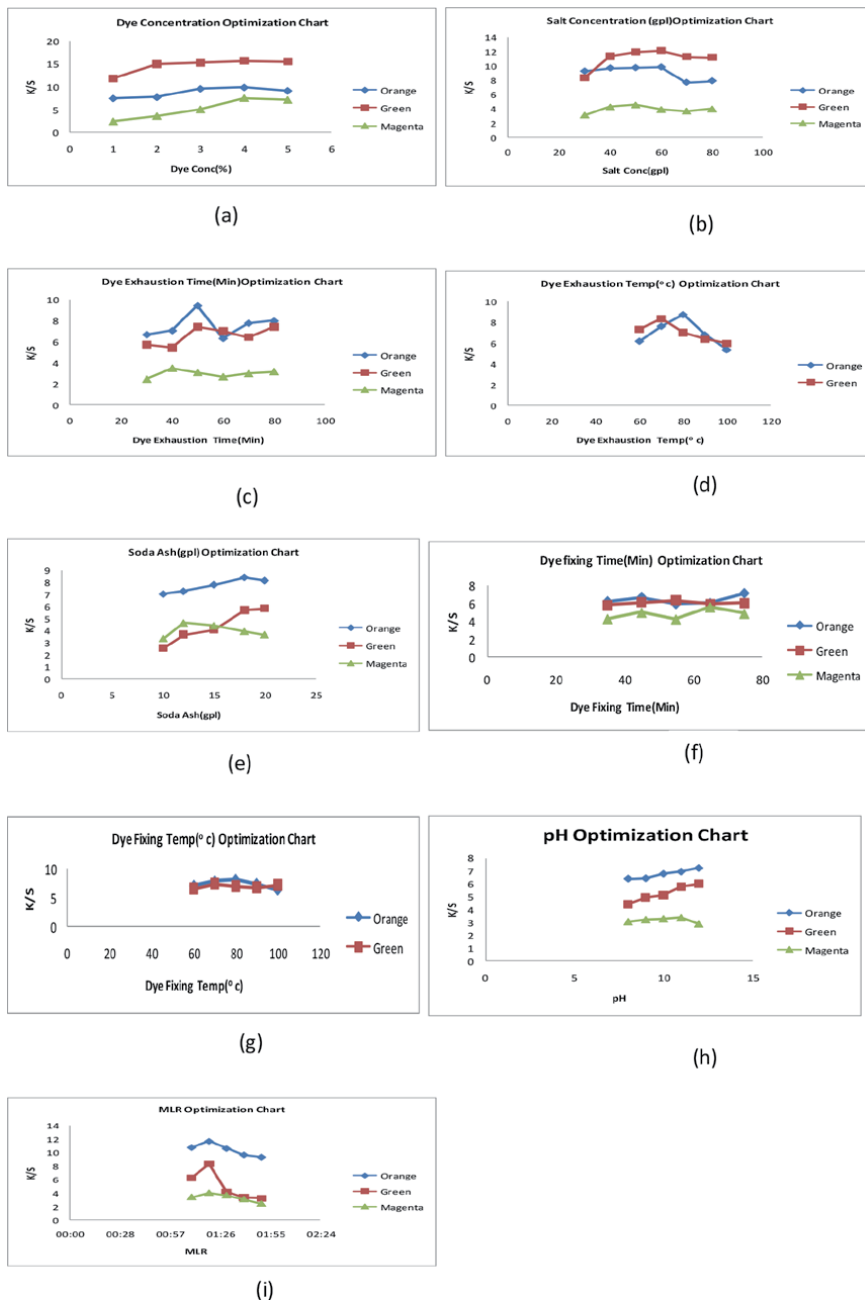 Dye Concentration Optimization Chart
K/S
20
15
10
5
0
0 1 2 3 4 5 6
Dye Conc(%)
Orange
Green
Magenta
(a)
Salt Concentration (gpl)Optimization Chart
K/S
14
12
10
8
6
4
2
0
0 20 40 60 80 100
Salt Conc(gpl)
Orange
Green
Magenta
(b)
Dye Exhaustion Time(Min)Optimization Chart
K/S
10
8
6
4
2
0
0 20 40 60 80 100
Dye Exhaustion Time(Min)
Orange
Green
Magenta
(c)
Dye Exhaustion Temp(° c) Optimization Chart
K/S
10
8
6
4
2
0
0 20 40 60 80 100 120
Dye Exhaustion Temp(° c)
Orange
Green
(d)
Soda Ash(gpl) Optimization Chart
K/S
9
8
7
6
5
4
3
2
1
0
0 5 10 15 20 25
Soda Ash(gpl)
Orange
Green
Magenta
(e)
Dye fixing Time(Min) Optimization Chart
K/S
8
6
4
2
0
0 20 40 60 80
Dye Fixing Time(Min)
Orange
Green
Magenta
(f)
Dye Fixing Temp(° c) Optimization Chart
K/S
10
5
0
0 20 40 60 80 100 120
Dye Fixing Temp(° c)
Orange
Green
(g)
pH Optimization Chart
K/S
8
7
6
5
4
3
2
1
0
0 5 10 15
pH
Orange
Green
Magenta
(h)
MLR Optimization Chart
K/S
14
12
10
8
6
4
2
0
00:00 00:28 00:57 01:26 01:55 02:24
MLR
Orange
Green
Magenta
(i)